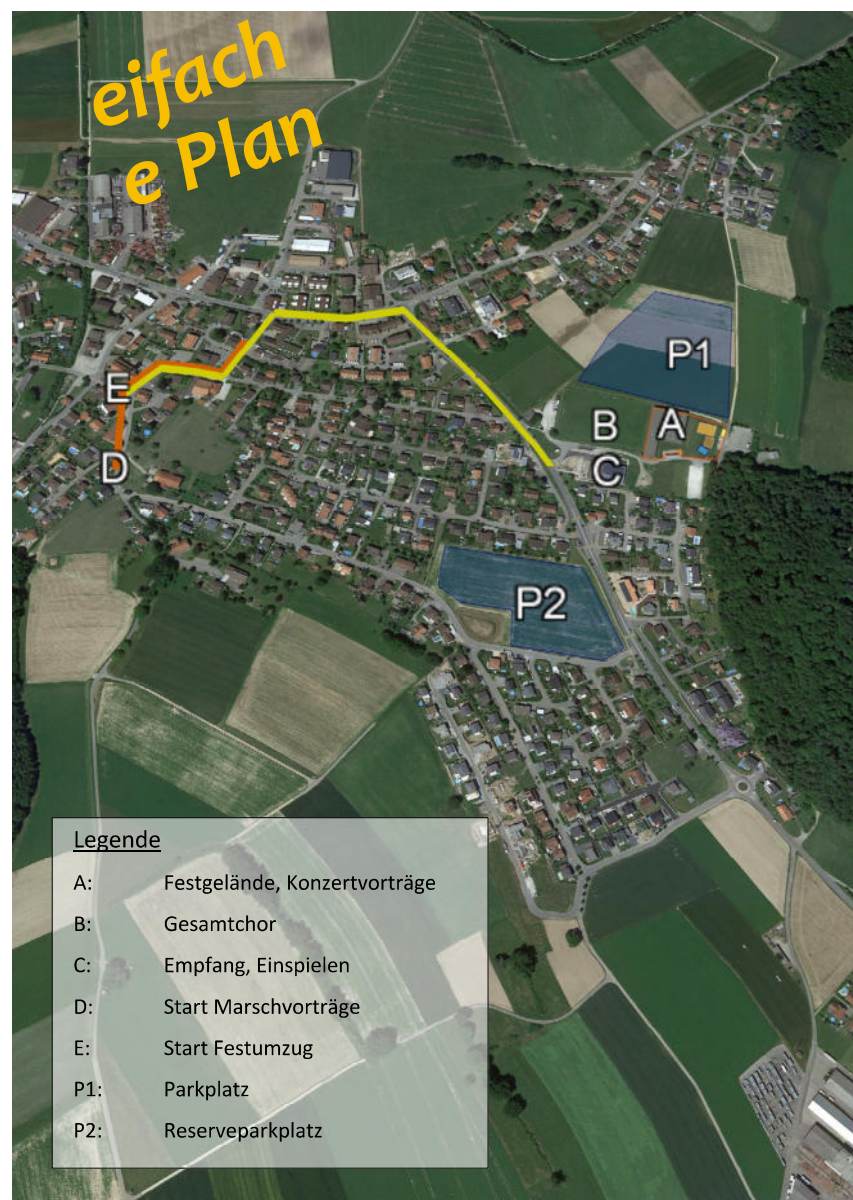 eifach
e Plan
P1
E
B
A
D
C
P2
Legende
A: Festgelände, Konzertvorträge
B: Gesamtchor
C: Empfang, Einspielen
D: Start Marschvorträge
E: Start Festumzug
P1: Parkplatz
P2: Reserveparkplatz